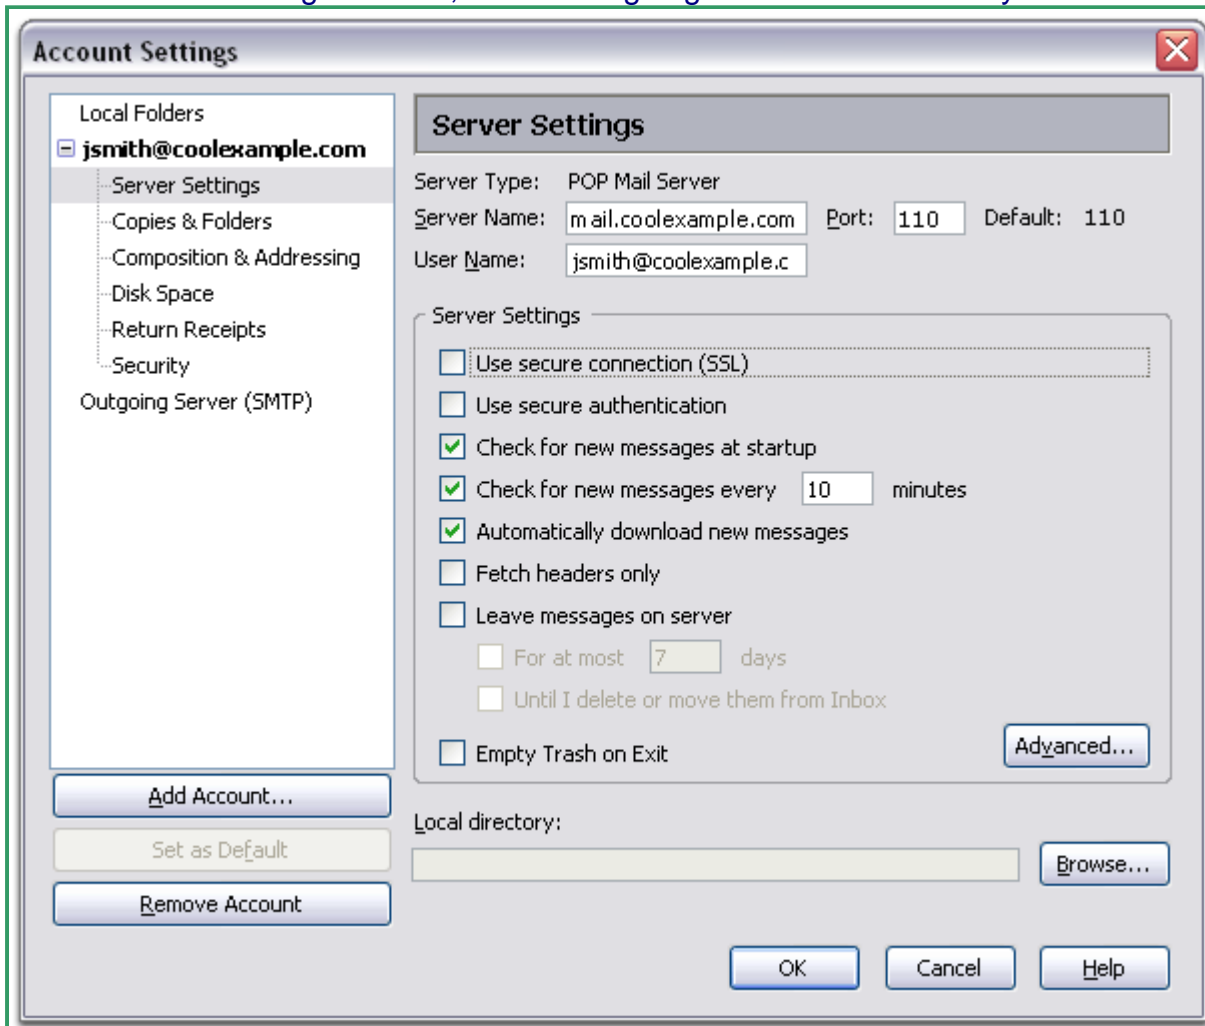 Account Settings
Local Folders
jsmith@coolexample.com
Server Settings
Copies & Folders
Composition & Addressing
Disk Space
Return Receipts
Security
Outgoing Server (SMTP)
Add Account...
Set as Default
Remove Account
Server Settings
Server Type: POP Mail Server
Server Name: mail.coolexample.com Port: 110 Default: 110
User Name: jsmith@coolexample.c
Server Settings
Use secure connection (SSL)
Use secure authentication
Check for new messages at startup
Check for new messages every 10 minutes
Automatically download new messages
Fetch headers only
Leave messages on server
For at most 7 days
Until I delete or move them from Inbox
Empty Trash on Exit
Advanced...
Local directory:
Browse...
OK Cancel Help